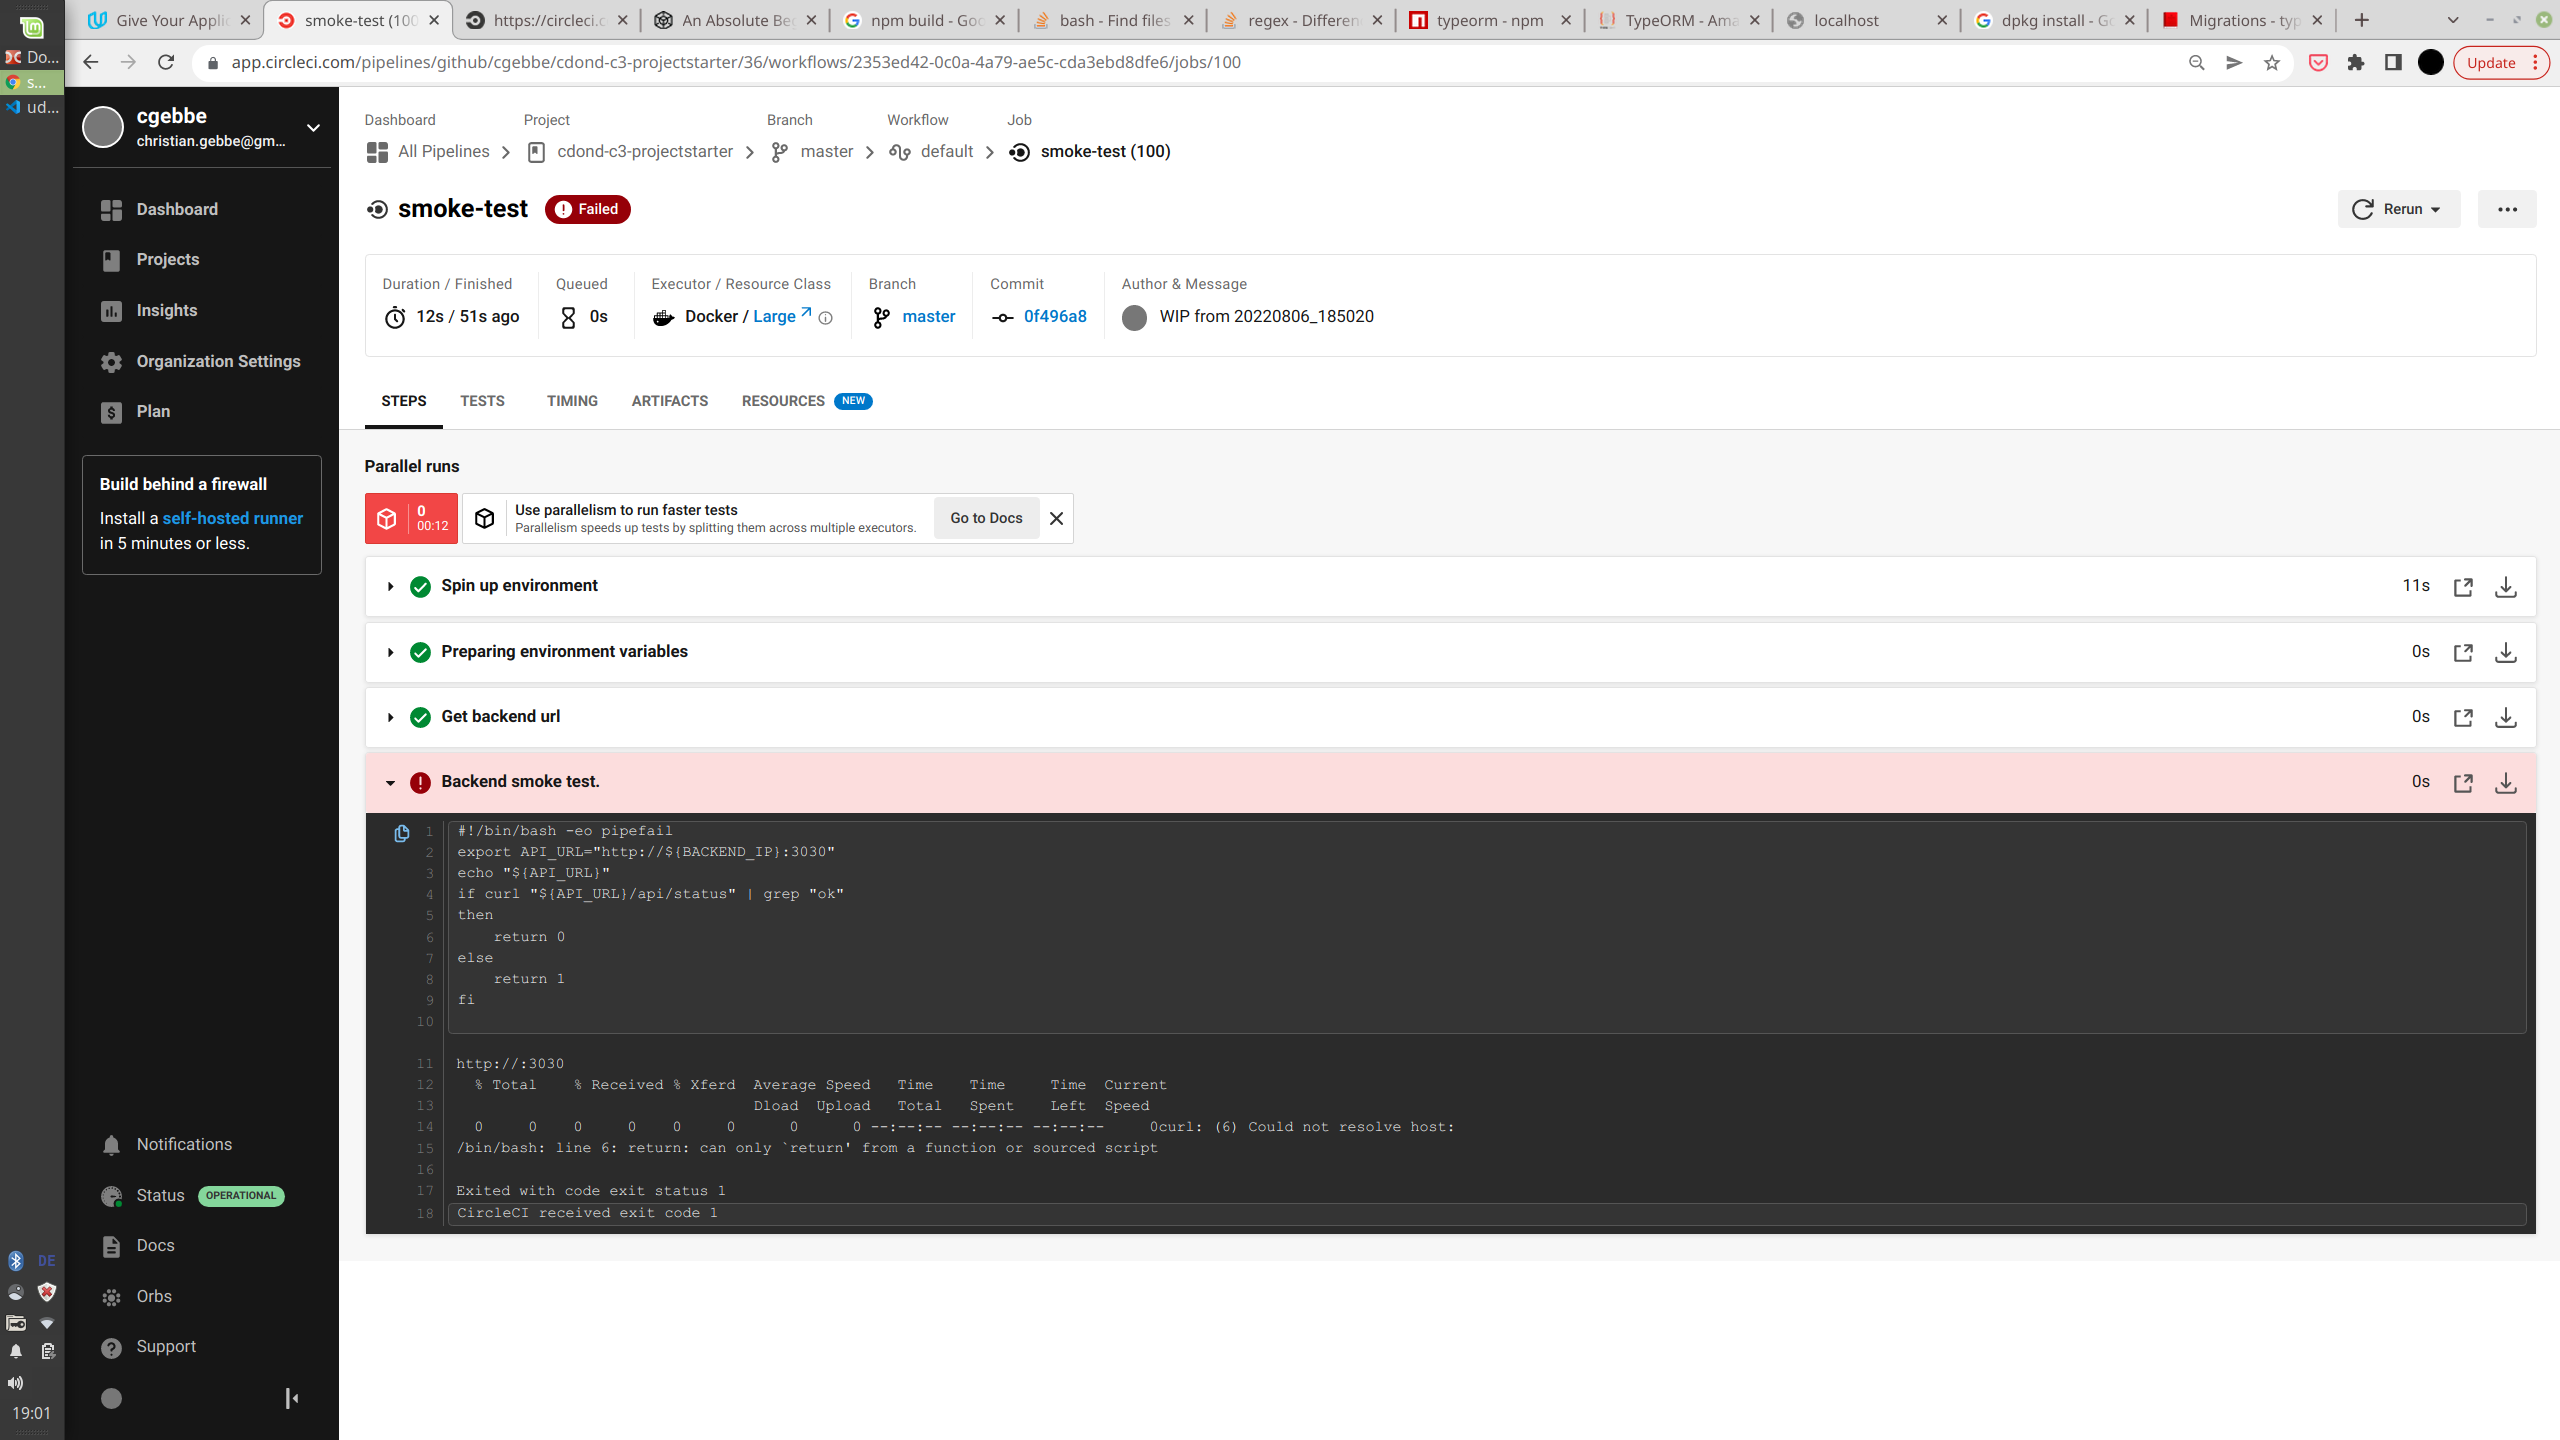 Give Your Applic
smoke-test (100
https://circleci.c
An Absolute Beg
npm build - Goo
bash - Find files
regex - Differen
typeorm - npm
TypeORM - Ama
localhost
dpkg install - Go
Migrations - typ
Do...
s...
ud...
app.circleci.com/pipelines/github/cgebbe/cdond-c3-projectstarter/36/workflows/2353ed42-0c0a-4a79-ae5c-cda3ebd8dfe6/jobs/100
Update
cgebbe
christian.gebbe@gm...
Dashboard
Projects
Insights
Organization Settings
Plan
Build behind a firewall
Install a self-hosted runner
in 5 minutes or less.
Notifications
Status OPERATIONAL
Docs
Orbs
Support
DE
19:01
Dashboard Project Branch Workflow Job
All Pipelines cdond-c3-projectstarter master default smoke-test (100)
smoke-test Failed
Rerun
Duration / Finished Queued Executor / Resource Class Branch Commit Author & Message
12s / 51s ago 0s Docker / Large master 0f496a8 WIP from 20220806_185020
STEPS TESTS TIMING ARTIFACTS RESOURCES NEW
Parallel runs
0
00:12
Use parallelism to run faster tests
Parallelism speeds up tests by splitting them across multiple executors.
Go to Docs
Spin up environment 11s
Preparing environment variables 0s
Get backend url 0s
Backend smoke test. 0s
1 #!/bin/bash -eo pipefail
2 export API_URL="http://${BACKEND_IP}:3030"
3 echo "${API_URL}"
4 if curl "${API_URL}/api/status" | grep "ok"
5 then
6 return 0
7 else
8 return 1
9 fi
10
11 http://:3030
12 % Total % Received % Xferd Average Speed Time Time Time Current
13 Dload Upload Total Spent Left Speed
14 0 0 0 0 0 0 0 0 --:--:-- --:--:-- --:--:-- 0curl: (6) Could not resolve host:
15 /bin/bash: line 6: return: can only `return' from a function or sourced script
16
17 Exited with code exit status 1
18 CircleCI received exit code 1